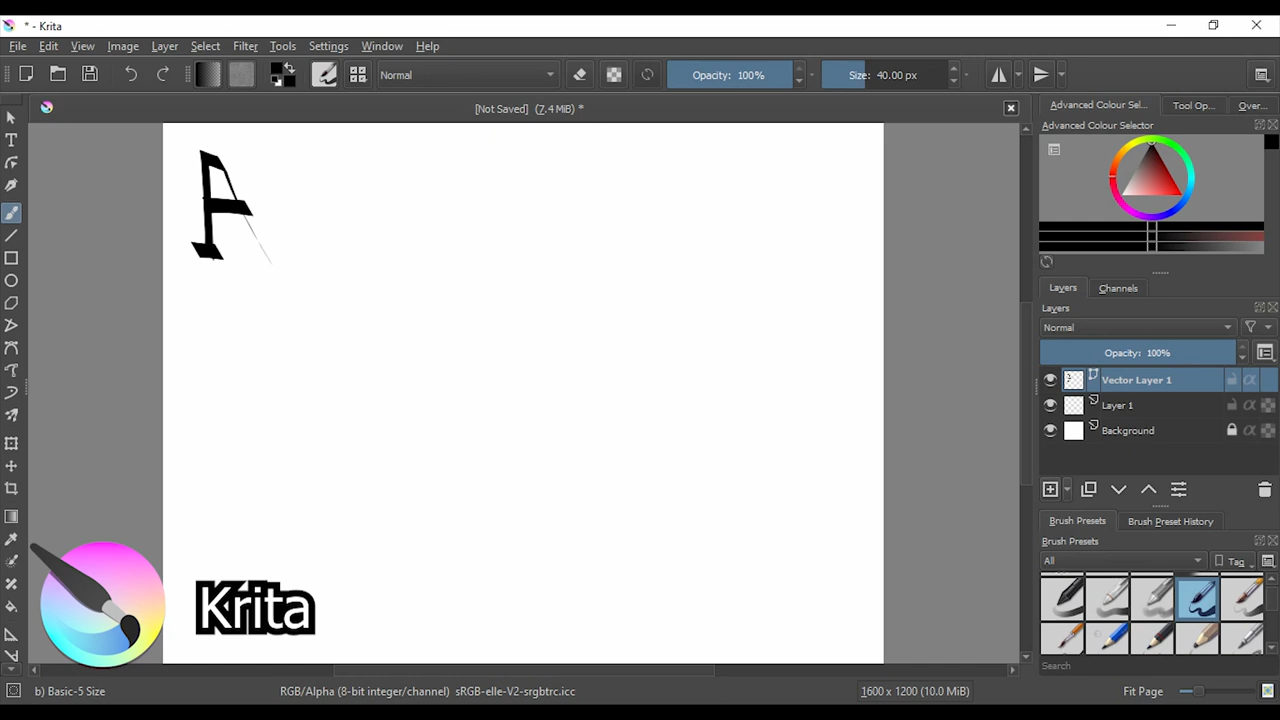 * - Krita
File Edit View Image Layer Select Filter Tools Settings Window Help
Normal Opacity: 100% Size: 40.00 px
[Not Saved] (7.4 MiB) *
Advanced Colour Sel... Tool Op... Over...
Advanced Colour Selector
A
Layers Channels
Layers
Normal
Opacity: 100%
Vector Layer 1
Layer 1
Background
Brush Presets Brush Preset History
Brush Presets
All Tag
Search
Krita
b) Basic-5 Size RGB/Alpha (8-bit integer/channel) sRGB-elle-V2-srgbtrc.icc 1600 x 1200 (10.0 MiB) Fit Page